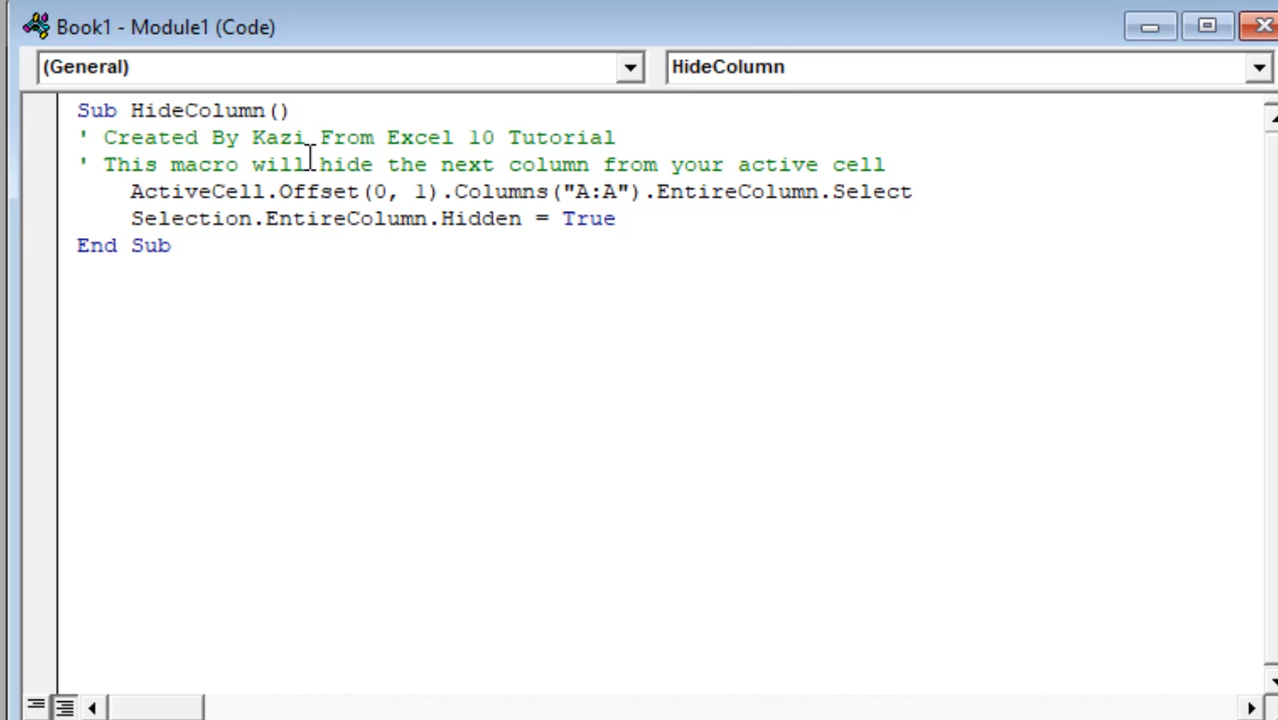 Book1 - Module1 (Code)
(General) HideColumn
Sub HideColumn()
' Created By Kazi From Excel 10 Tutorial
' This macro will hide the next column from your active cell
ActiveCell.Offset(0, 1).Columns("A:A").EntireColumn.Select
Selection.EntireColumn.Hidden = True
End Sub